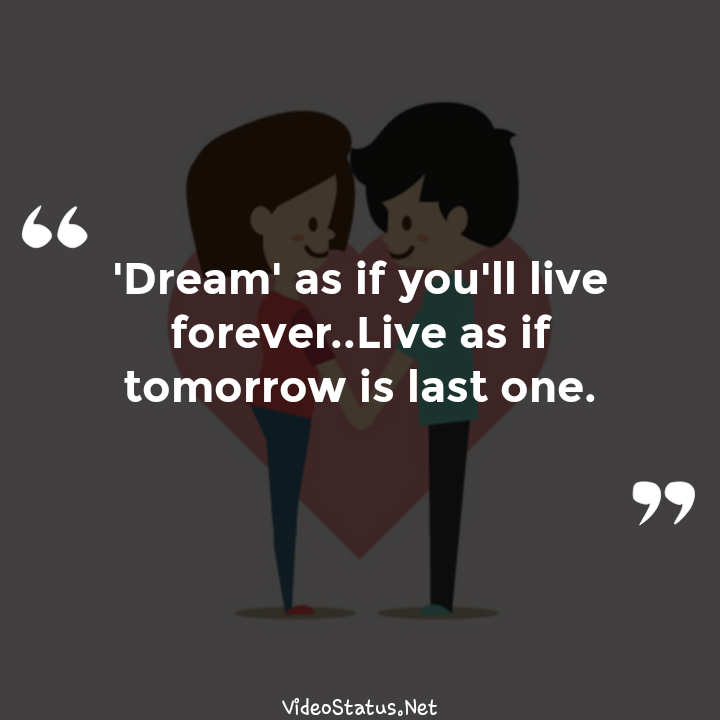 “
'Dream' as if you'll live
forever..Live as if
tomorrow is last one.
”
VideoStatus.Net